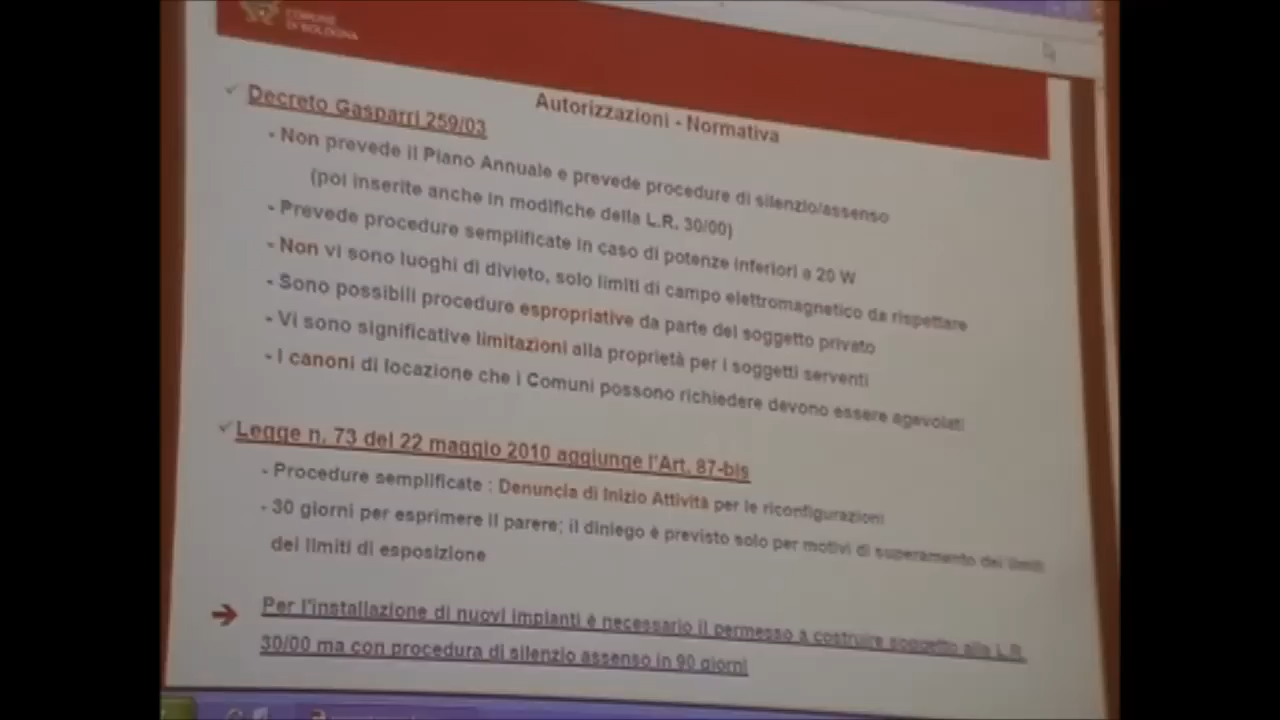 COMUNE
DI BOLOGNA
Autorizzazioni - Normativa
✓ Decreto Gasparri 259/03
- Non prevede il Piano Annuale e prevede procedure di silenzio/assenso
(poi inserite anche in modifiche della L.R. 30/00)
- Prevede procedure semplificate in caso di potenze inferiori a 20 W
- Non vi sono luoghi di divieto, solo limiti di campo elettromagnetico da rispettare
- Sono possibili procedure espropriative da parte del soggetto privato
- Vi sono significative limitazioni alla proprietà per i soggetti serventi
- I canoni di locazione che i Comuni possono richiedere devono essere agevolati
✓ Legge n. 73 del 22 maggio 2010 aggiunge l'Art. 87-bis
- Procedure semplificate : Denuncia di Inizio Attività per le riconfigurazioni
- 30 giorni per esprimere il parere; il diniego è previsto solo per motivi di superamento dei limiti
dei limiti di esposizione
➔ Per l'installazione di nuovi impianti è necessario il permesso a costruire soggetto alla L.R.
30/00 ma con procedura di silenzio assenso in 90 giorni